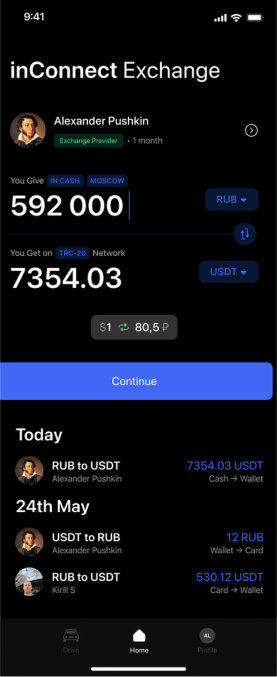 9:41
inConnect Exchange
Alexander Pushkin
Exchange Provider • 1 month
You Give IN CASH MOSCOW
592 000 RUB
You Get on TRC-20 Network
7354.03 USDT
$1 80,5 ₽
Continue
Today
RUB to USDT 7354.03 USDT
Alexander Pushkin Cash → Wallet
24th May
USDT to RUB 12 RUB
Alexander Pushkin Wallet → Card
RUB to USDT 530.12 USDT
Kirill S Card → Wallet
AL
Drive Home Profile